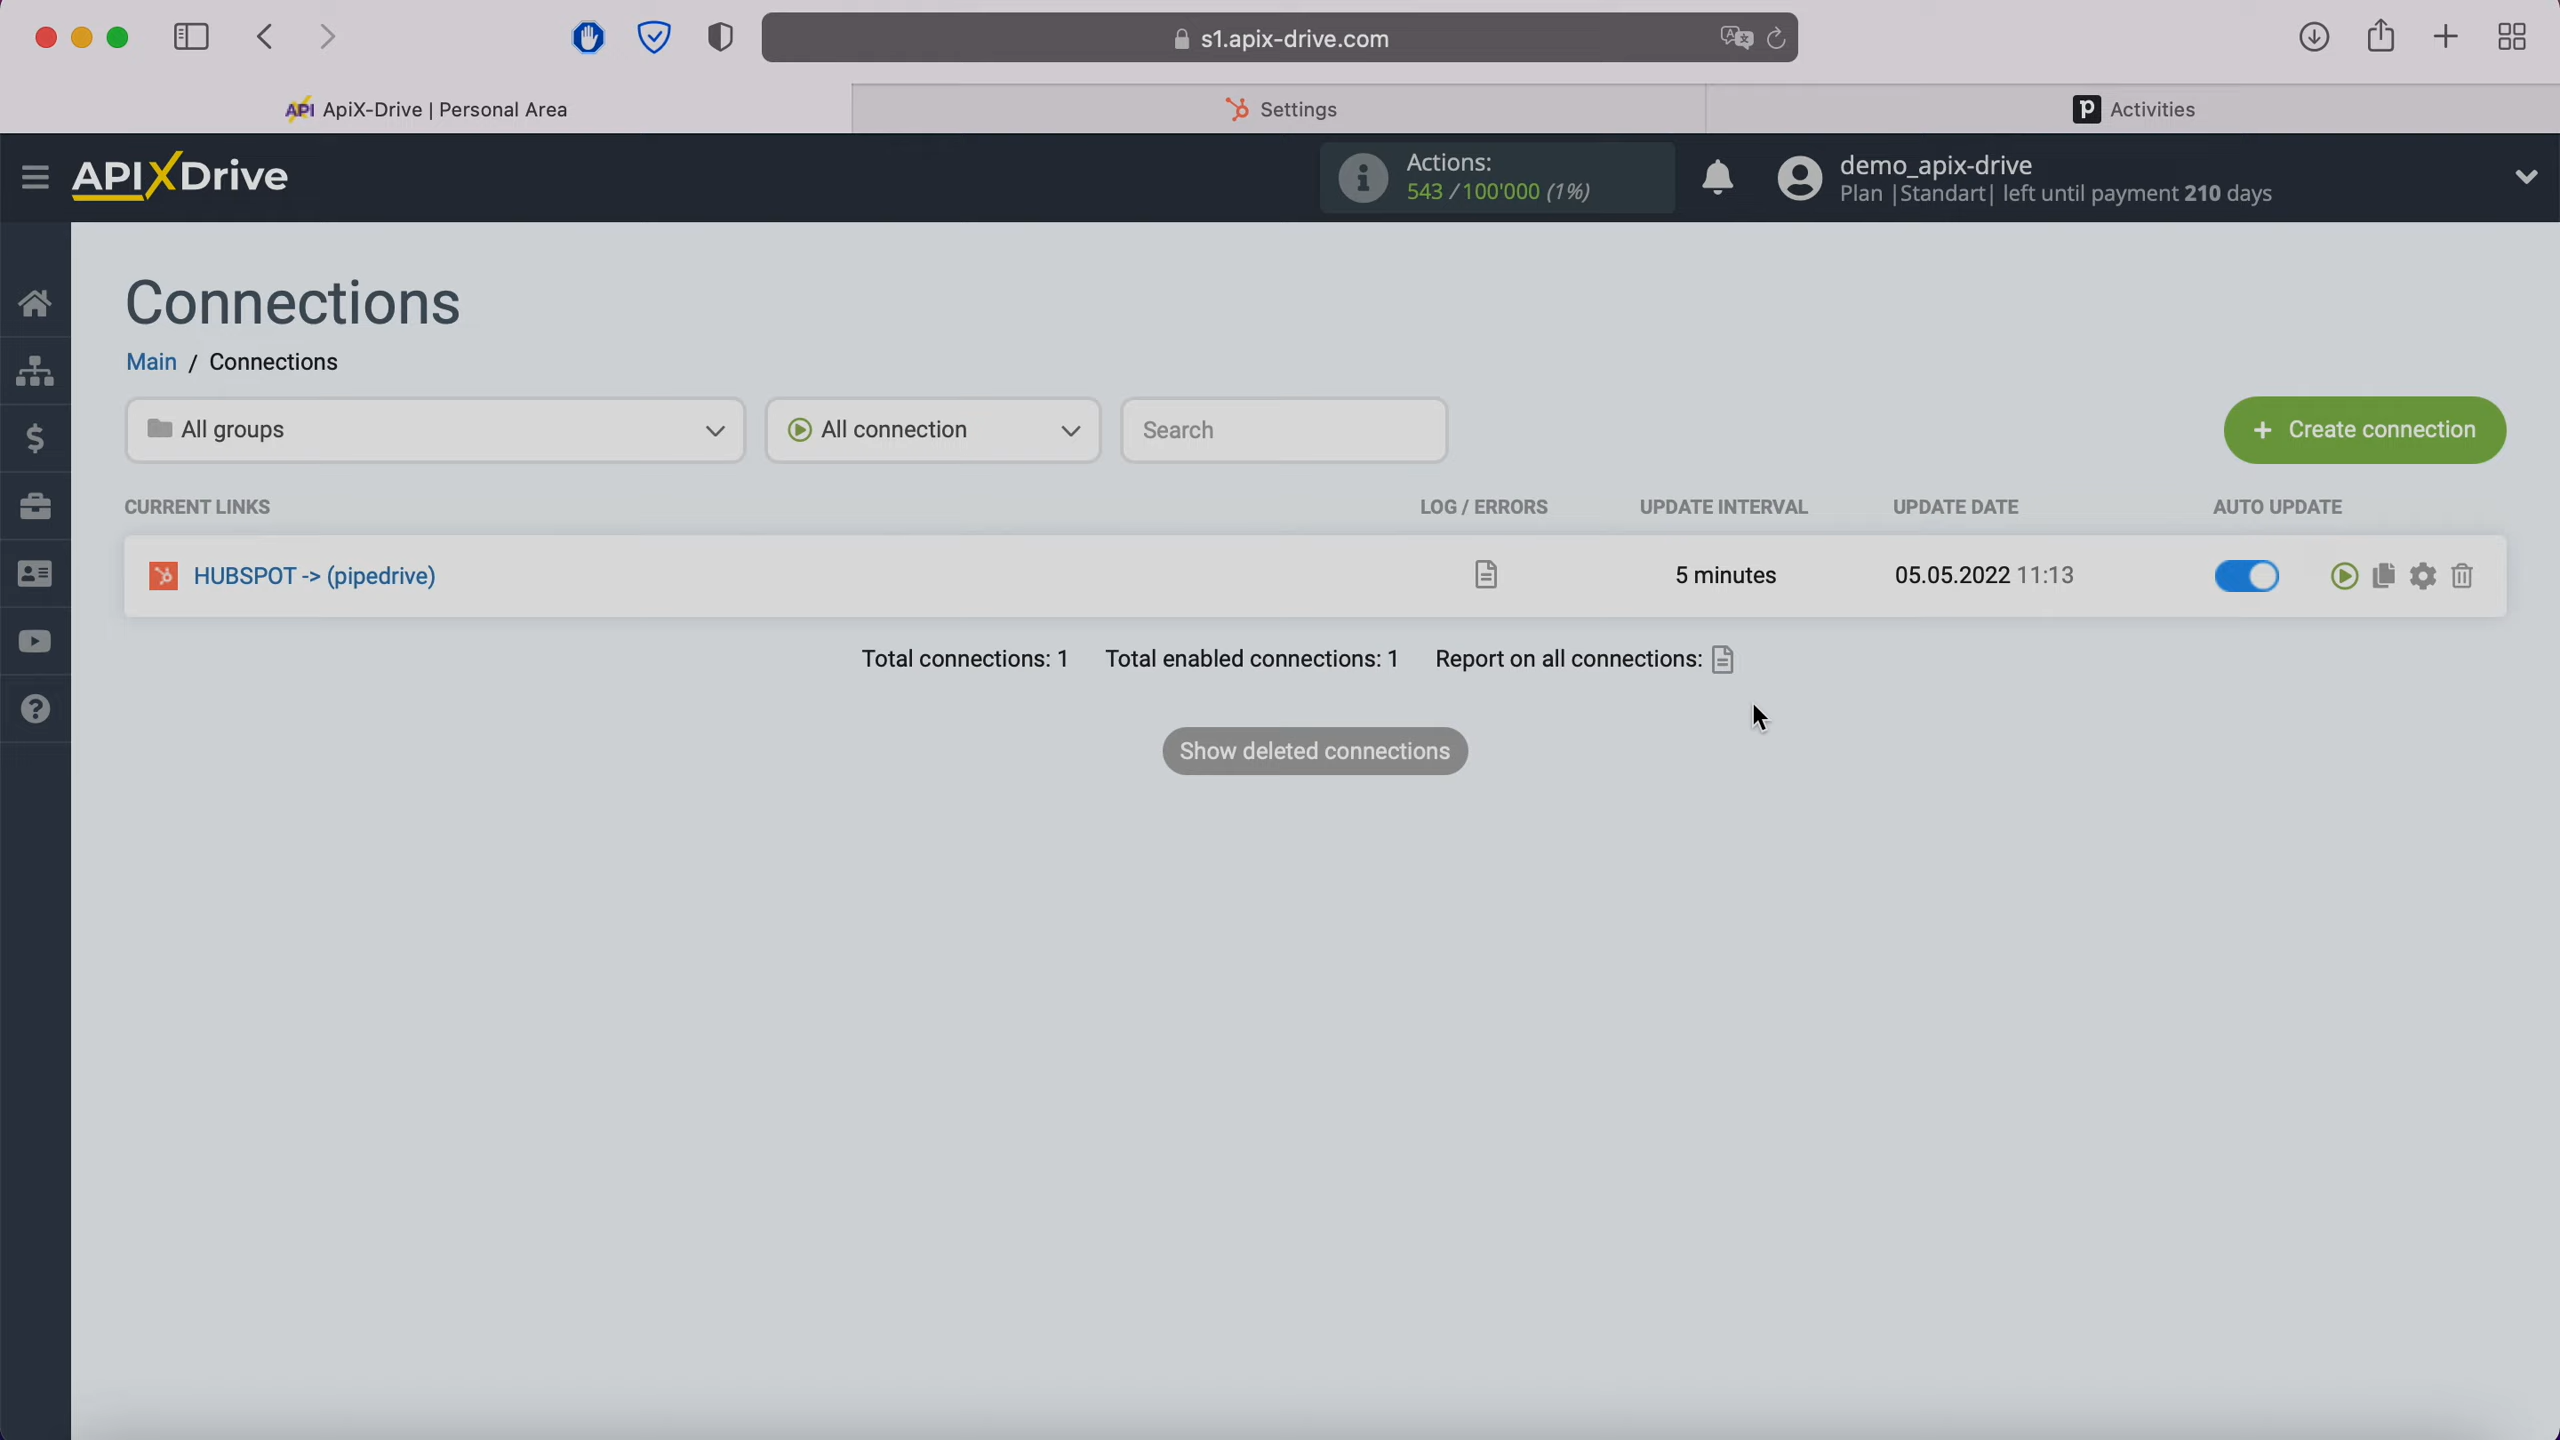 s1.apix-drive.com
API ApiX-Drive | Personal Area
Settings
p Activities
APIXDrive
Actions:
543 / 100'000 (1%)
demo_apix-drive
Plan |Standart| left until payment 210 days
Connections
Main / Connections
All groups
All connection
Search
+ Create connection
CURRENT LINKS
LOG / ERRORS
UPDATE INTERVAL
UPDATE DATE
AUTO UPDATE
HUBSPOT -> (pipedrive)
5 minutes
05.05.2022 11:13
Total connections: 1
Total enabled connections: 1
Report on all connections:
Show deleted connections